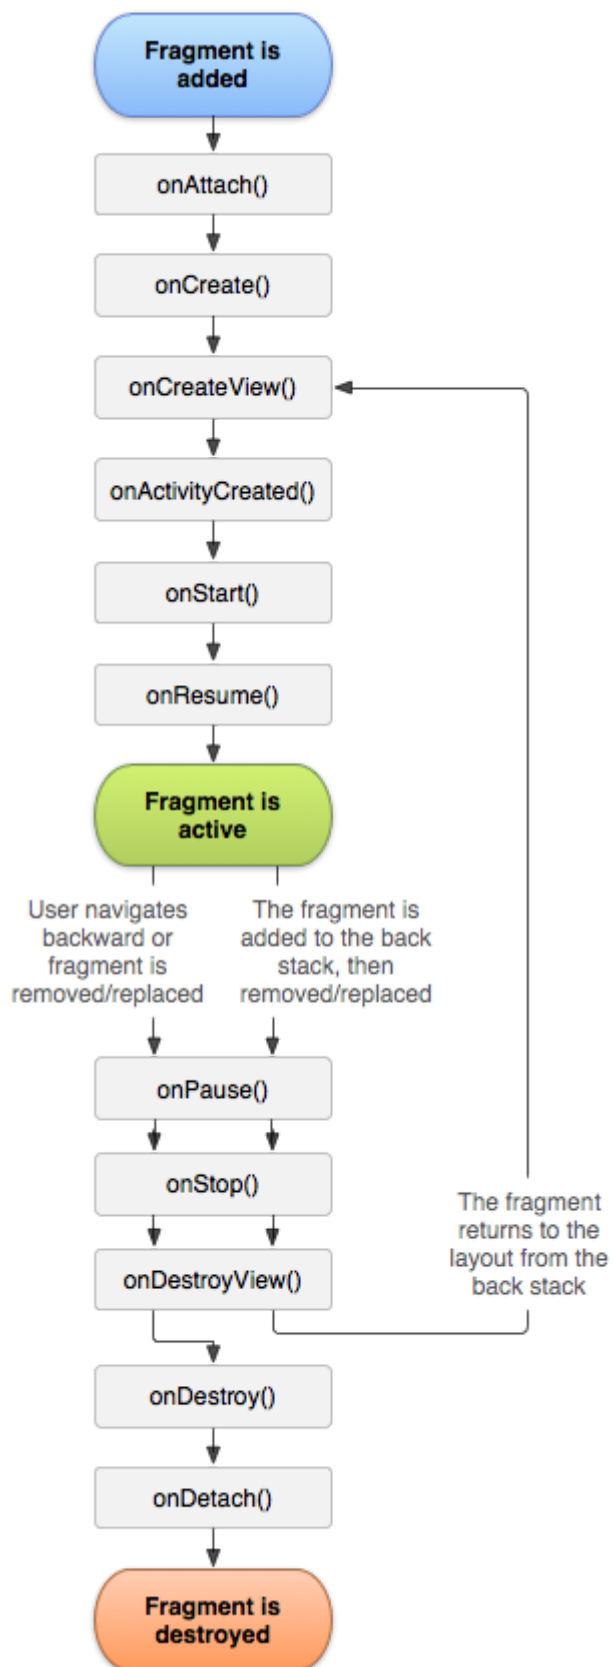 Fragment is
added
onAttach()
onCreate()
onCreateView()
onActivityCreated()
onStart()
onResume()
Fragment is
active
User navigates
backward or
fragment is
removed/replaced
The fragment is
added to the back
stack, then
removed/replaced
onPause()
onStop()
onDestroyView()
The fragment
returns to the
layout from the
back stack
onDestroy()
onDetach()
Fragment is
destroyed